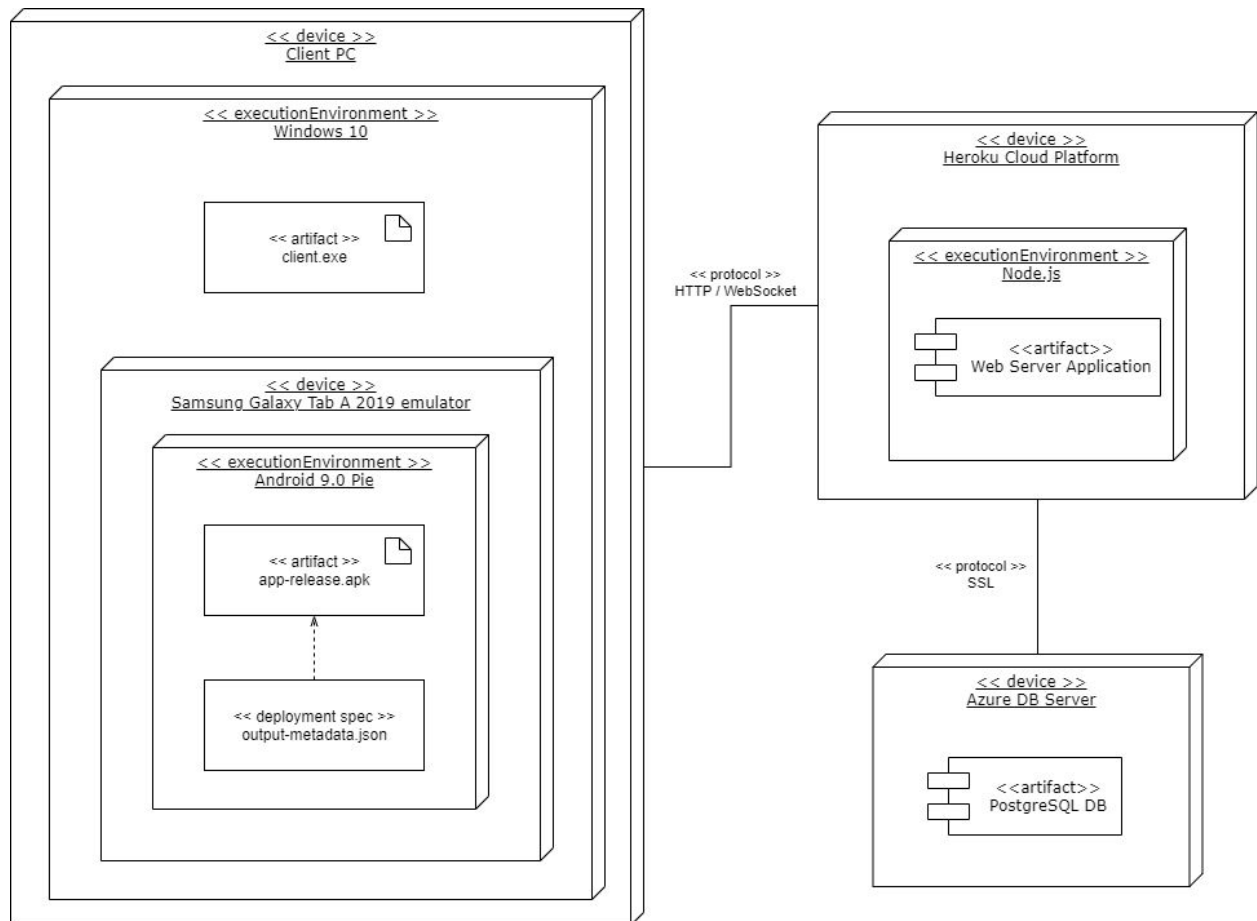 << device >>
Client PC
<< executionEnvironment >>
Windows 10
<< artifact >>
client.exe
<< device >>
Samsung Galaxy Tab A 2019 emulator
<< executionEnvironment >>
Android 9.0 Pie
<< artifact >>
app-release.apk
<< deployment spec >>
output-metadata.json
<< protocol >>
HTTP / WebSocket
<< device >>
Heroku Cloud Platform
<< executionEnvironment >>
Node.js
<<artifact>>
Web Server Application
<< protocol >>
SSL
<< device >>
Azure DB Server
<<artifact>>
PostgreSQL DB